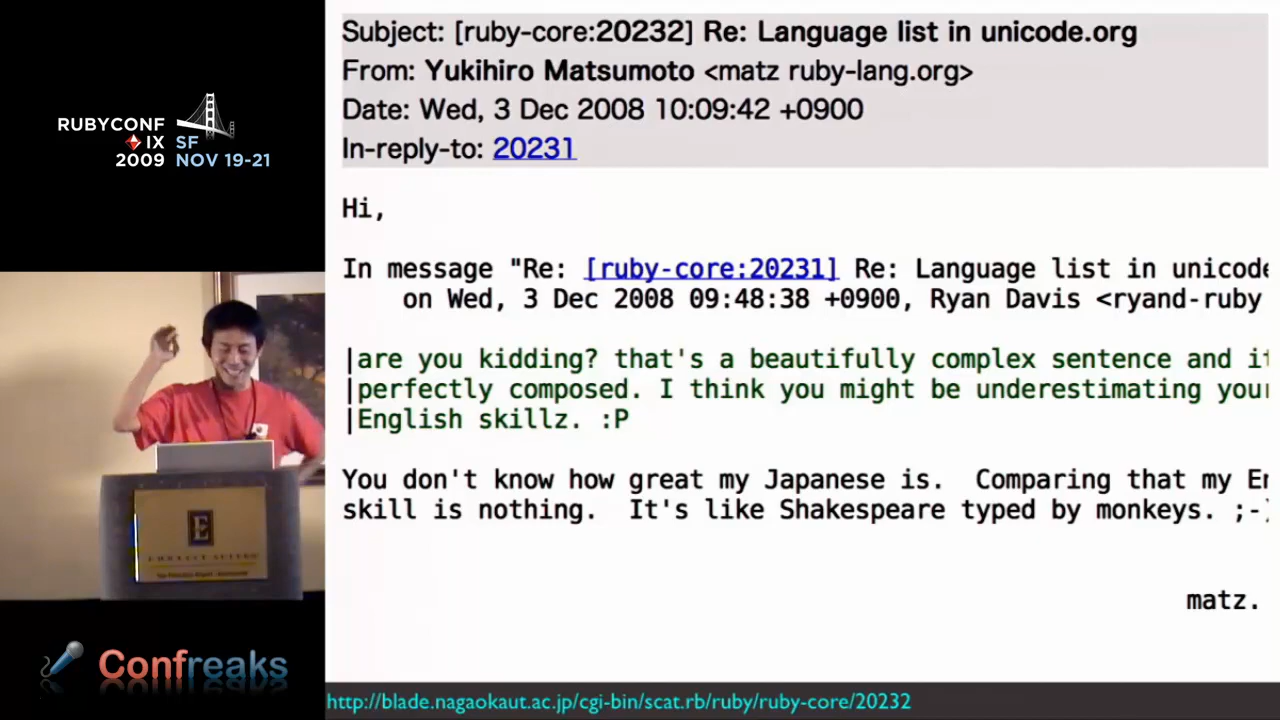 RUBYCONF
IX SF
2009 NOV 19-21
Subject: [ruby-core:20232] Re: Language list in unicode.org
From: Yukihiro Matsumoto <matz ruby-lang.org>
Date: Wed, 3 Dec 2008 10:09:42 +0900
In-reply-to: 20231
Hi,
In message "Re: [ruby-core:20231] Re: Language list in unicode
on Wed, 3 Dec 2008 09:48:38 +0900, Ryan Davis <ryand-ruby
|are you kidding? that's a beautifully complex sentence and it
|perfectly composed. I think you might be underestimating your
|English skillz. :P
You don't know how great my Japanese is.  Comparing that my En
skill is nothing.  It's like Shakespeare typed by monkeys. ;-)
matz.
E
EMBASSY SUITES
Confreaks
http://blade.nagaokaut.ac.jp/cgi-bin/scat.rb/ruby/ruby-core/20232